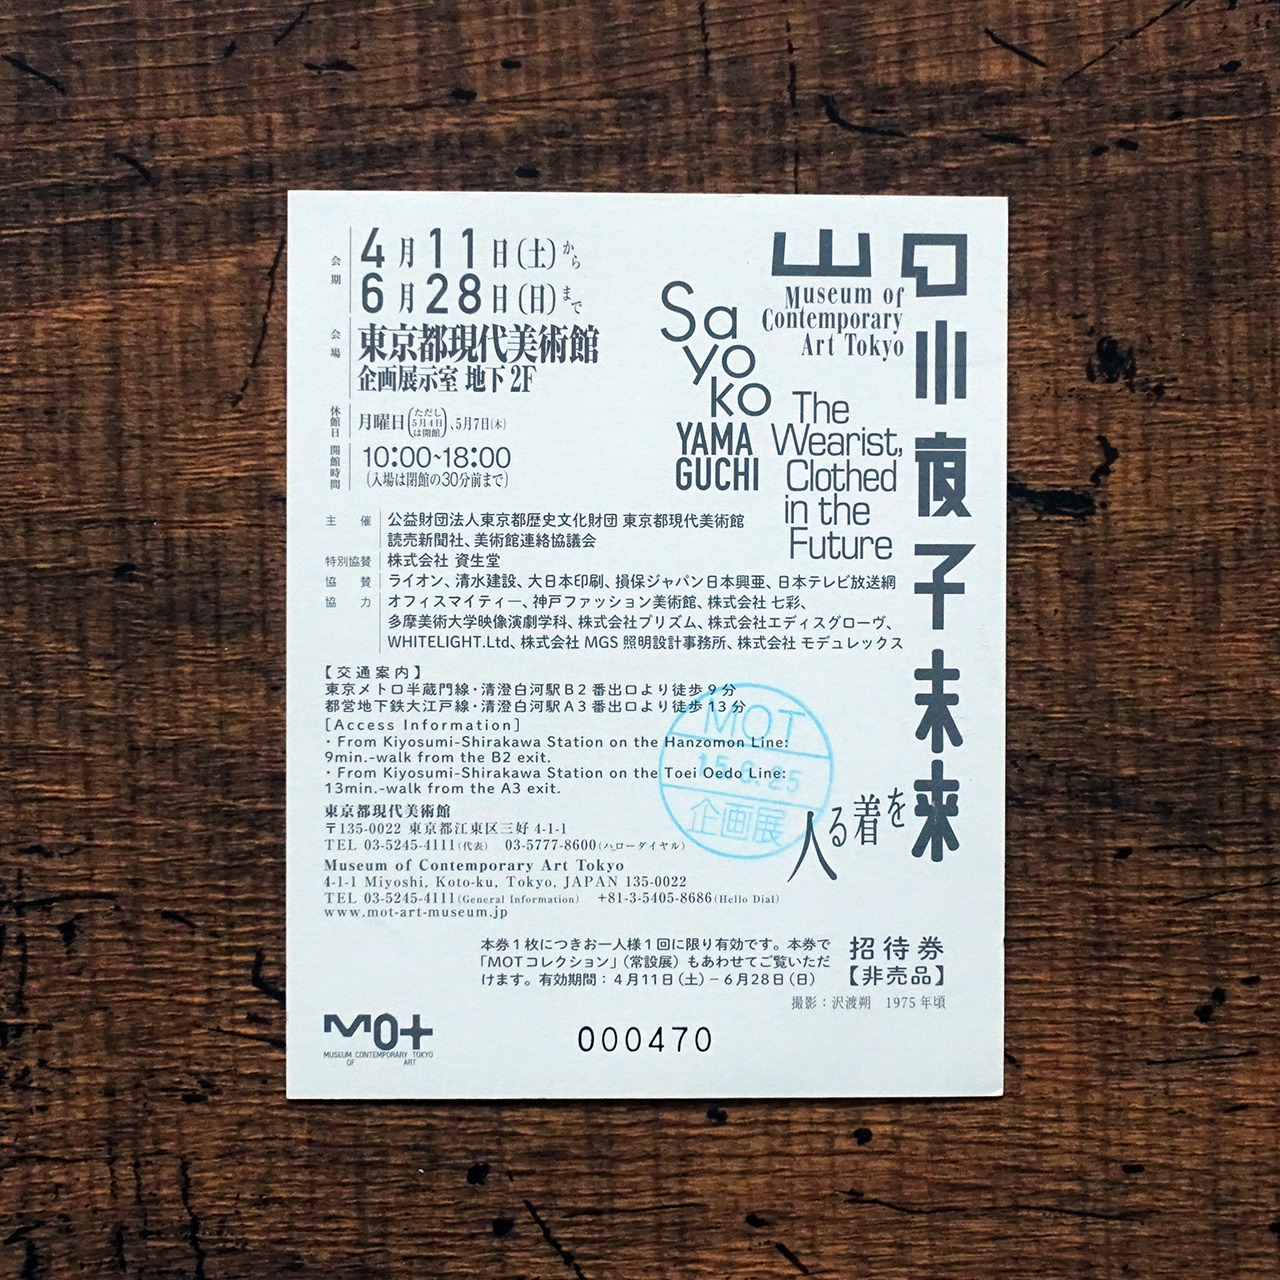 会期
4月11日(土)から
6月28日(日)まで
会場
東京都現代美術館
企画展示室 地下2F
休館日
月曜日(ただし5月4日は開館)、5月7日(木)
開館時間
10:00~18:00
(入場は閉館の30分前まで)
山口小夜子未来を着る人
Museum of
Contemporary
Art Tokyo
Sa
yo
ko
YAMA
GUCHI
The
Wearist,
Clothed
in the
Future
主催 公益財団法人東京都歴史文化財団 東京都現代美術館
読売新聞社、美術館連絡協議会
特別協賛 株式会社 資生堂
協賛 ライオン、清水建設、大日本印刷、損保ジャパン日本興亜、日本テレビ放送網
協力 オフィスマイティー、神戸ファッション美術館、株式会社 七彩、
多摩美術大学映像演劇学科、株式会社プリズム、株式会社エディスグローヴ、
WHITELIGHT.Ltd、株式会社 MGS 照明設計事務所、株式会社 モデュレックス
【交通案内】
東京メトロ半蔵門線・清澄白河駅B2番出口より徒歩9分
都営地下鉄大江戸線・清澄白河駅A3番出口より徒歩13分
[Access Information]
・From Kiyosumi-Shirakawa Station on the Hanzomon Line:
9min.-walk from the B2 exit.
・From Kiyosumi-Shirakawa Station on the Toei Oedo Line:
13min.-walk from the A3 exit.
MOT
企画展
東京都現代美術館
〒135-0022 東京都江東区三好 4-1-1
TEL 03-5245-4111(代表) 03-5777-8600(ハローダイヤル)
Museum of Contemporary Art Tokyo
4-1-1 Miyoshi, Koto-ku, Tokyo, JAPAN 135-0022
TEL 03-5245-4111(General Information) +81-3-5405-8686(Hello Dial)
www.mot-art-museum.jp
本券1枚につきお一人様1回に限り有効です。本券で
「MOTコレクション」(常設展)もあわせてご覧いただ
けます。有効期間:4月11日(土)−6月28日(日)
招待券
【非売品】
撮影:沢渡朔 1975年頃
MOT
MUSEUM CONTEMPORARY TOKYO
OF ART
000470